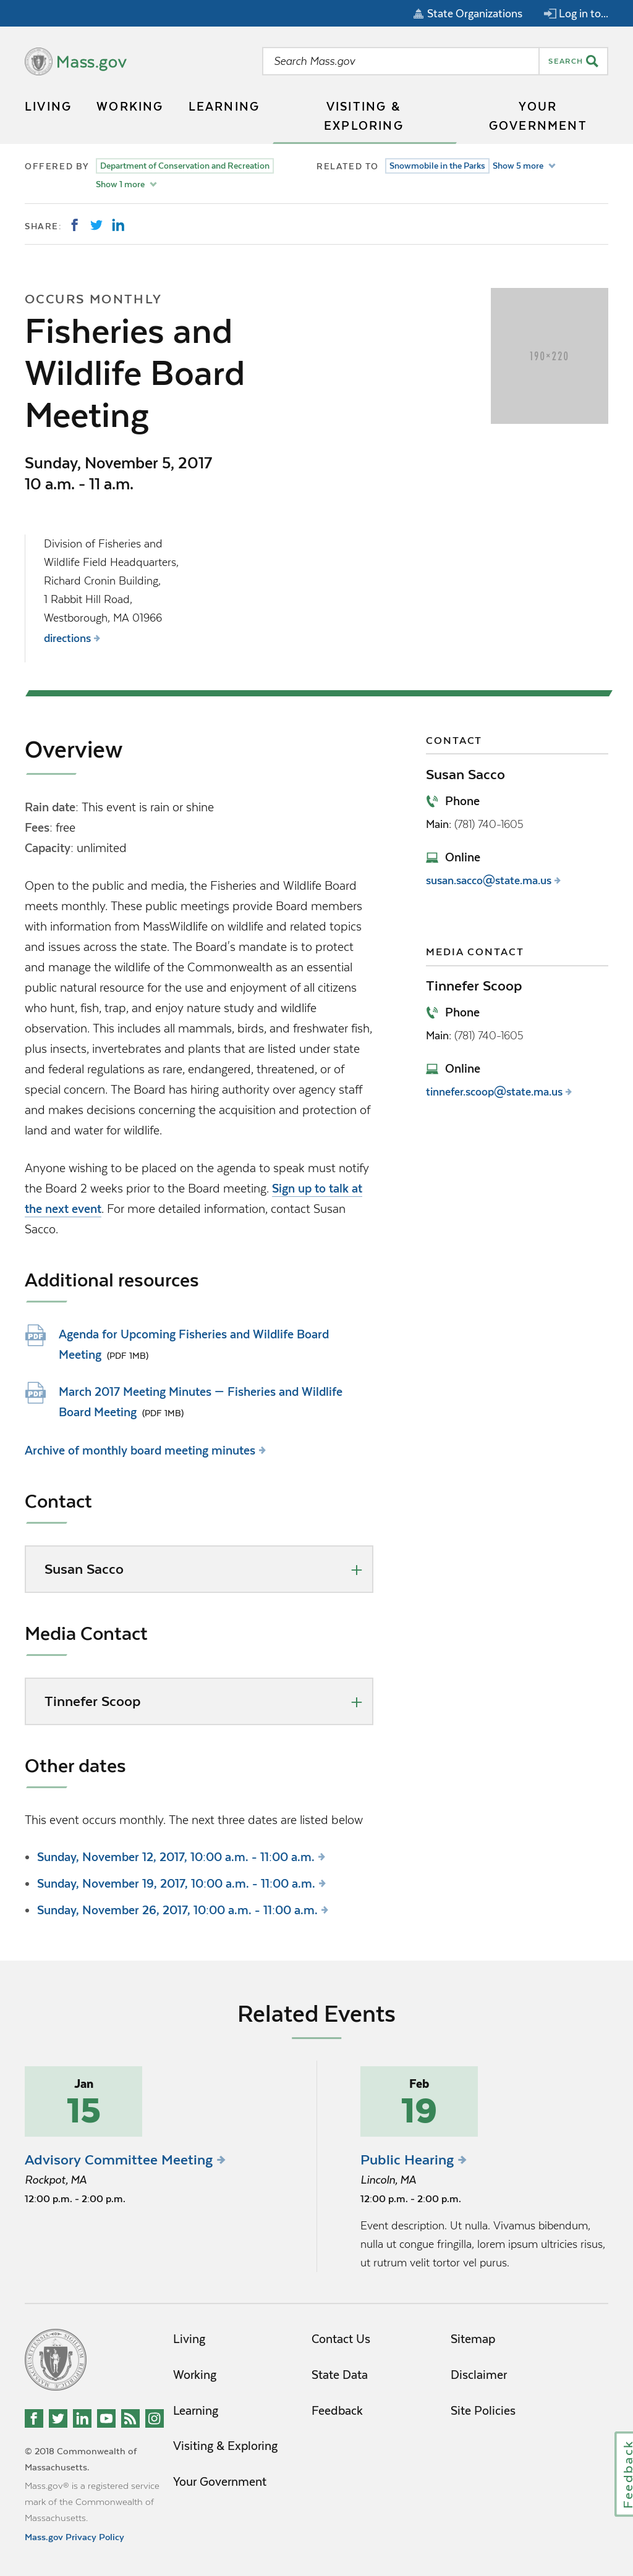 State Organizations
Log in to...
Mass.gov
Search Mass.gov
SEARCH
LIVING
WORKING
LEARNING
VISITING &
EXPLORING
YOUR
GOVERNMENT
OFFERED BY
Department of Conservation and Recreation
Show 1 more
RELATED TO
Snowmobile in the Parks
Show 5 more
SHARE:
OCCURS MONTHLY
Fisheries and
Wildlife Board
Meeting
190×220
Sunday, November 5, 2017
10 a.m. - 11 a.m.
Division of Fisheries and
Wildlife Field Headquarters,
Richard Cronin Building,
1 Rabbit Hill Road,
Westborough, MA 01966
directions
Overview
Rain date: This event is rain or shine
Fees: free
Capacity: unlimited
Open to the public and media, the Fisheries and Wildlife Board
meets monthly. These public meetings provide Board members
with information from MassWildlife on wildlife and related topics
and issues across the state. The Board's mandate is to protect
and manage the wildlife of the Commonwealth as an essential
public natural resource for the use and enjoyment of all citizens
who hunt, fish, trap, and enjoy nature study and wildlife
observation. This includes all mammals, birds, and freshwater fish,
plus insects, invertebrates and plants that are listed under state
and federal regulations as rare, endangered, threatened, or of
special concern. The Board has hiring authority over agency staff
and makes decisions concerning the acquisition and protection of
land and water for wildlife.
Anyone wishing to be placed on the agenda to speak must notify
the Board 2 weeks prior to the Board meeting. Sign up to talk at
the next event. For more detailed information, contact Susan
Sacco.
CONTACT
Susan Sacco
Phone
Main: (781) 740-1605
Online
susan.sacco@state.ma.us
MEDIA CONTACT
Tinnefer Scoop
Phone
Main: (781) 740-1605
Online
tinnefer.scoop@state.ma.us
Additional resources
PDF
Agenda for Upcoming Fisheries and Wildlife Board
Meeting (PDF 1MB)
PDF
March 2017 Meeting Minutes — Fisheries and Wildlife
Board Meeting (PDF 1MB)
Archive of monthly board meeting minutes
Contact
Susan Sacco
Media Contact
Tinnefer Scoop
Other dates
This event occurs monthly. The next three dates are listed below
• Sunday, November 12, 2017, 10:00 a.m. - 11:00 a.m.
• Sunday, November 19, 2017, 10:00 a.m. - 11:00 a.m.
• Sunday, November 26, 2017, 10:00 a.m. - 11:00 a.m.
Related Events
Jan
15
Advisory Committee Meeting
Rockpot, MA
12:00 p.m. - 2:00 p.m.
Feb
19
Public Hearing
Lincoln, MA
12:00 p.m. - 2:00 p.m.
Event description. Ut nulla. Vivamus bibendum,
nulla ut congue fringilla, lorem ipsum ultricies risus,
ut rutrum velit tortor vel purus.
Living
Working
Learning
Visiting & Exploring
Your Government
Contact Us
State Data
Feedback
Sitemap
Disclaimer
Site Policies
© 2018 Commonwealth of
Massachusetts.
Mass.gov® is a registered service
mark of the Commonwealth of
Massachusetts.
Mass.gov Privacy Policy
Feedback